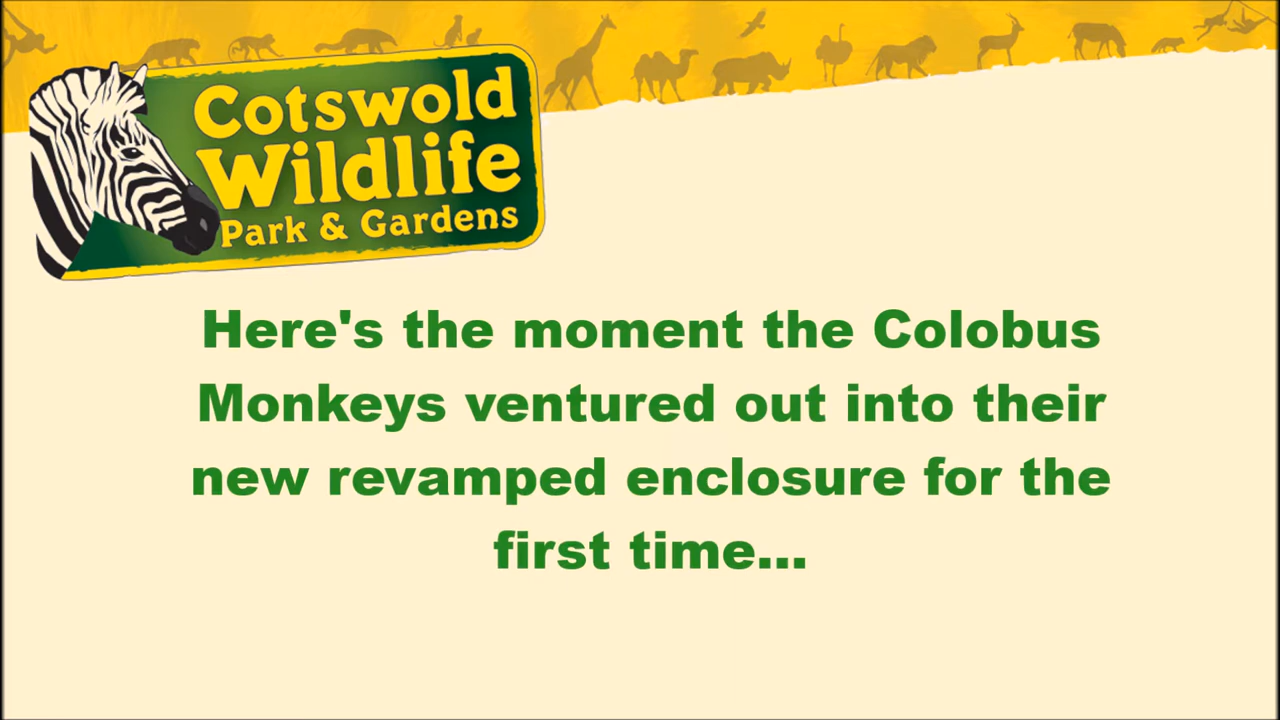 Cotswold
Wildlife
Park & Gardens
Here's the moment the Colobus
Monkeys ventured out into their
new revamped enclosure for the
first time...